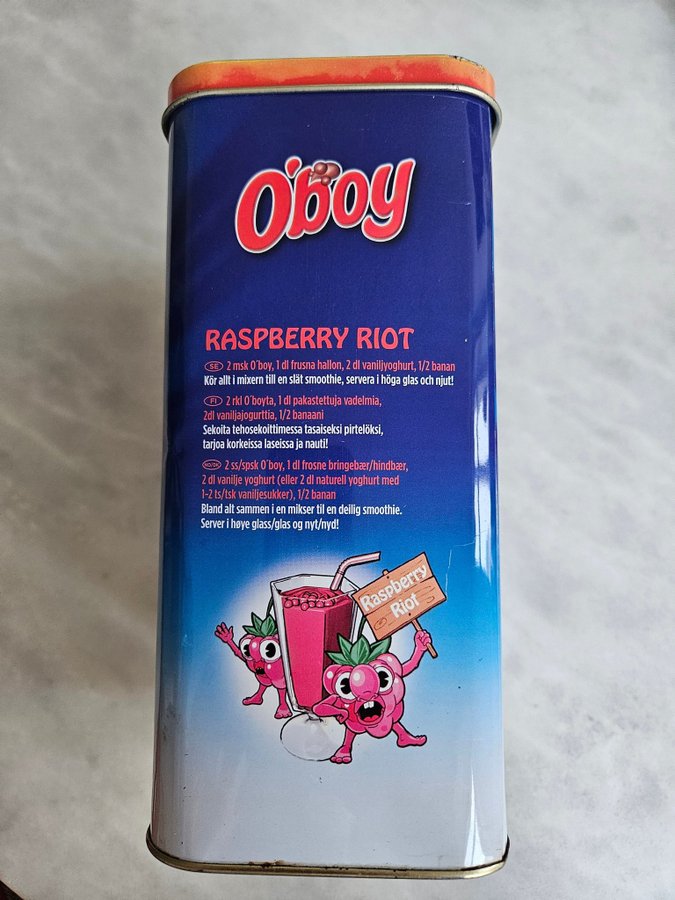 O'boy
RASPBERRY RIOT
SE 2 msk O'boy, 1 dl frusna hallon, 2 dl vaniljyoghurt, 1/2 banan
Kör allt i mixern till en slät smoothie, servera i höga glas och njut!
FI 2 rkl O'boyta, 1 dl pakastettuja vadelmia,
2dl vaniljajogurttia, 1/2 banaani
Sekoita tehosekoittimessa tasaiseksi pirtelöksi,
tarjoa korkeissa laseissa ja nauti!
NO/DK 2 ss/spsk O'boy, 1 dl frosne bringebær/hindbær,
2 dl vanilje yoghurt (eller 2 dl naturell yoghurt med
1-2 ts/tsk vaniljesukker), 1/2 banan
Bland alt sammen i en mikser til en deilig smoothie.
Server i høye glass/glas og nyt/nyd!
Raspberry
Riot